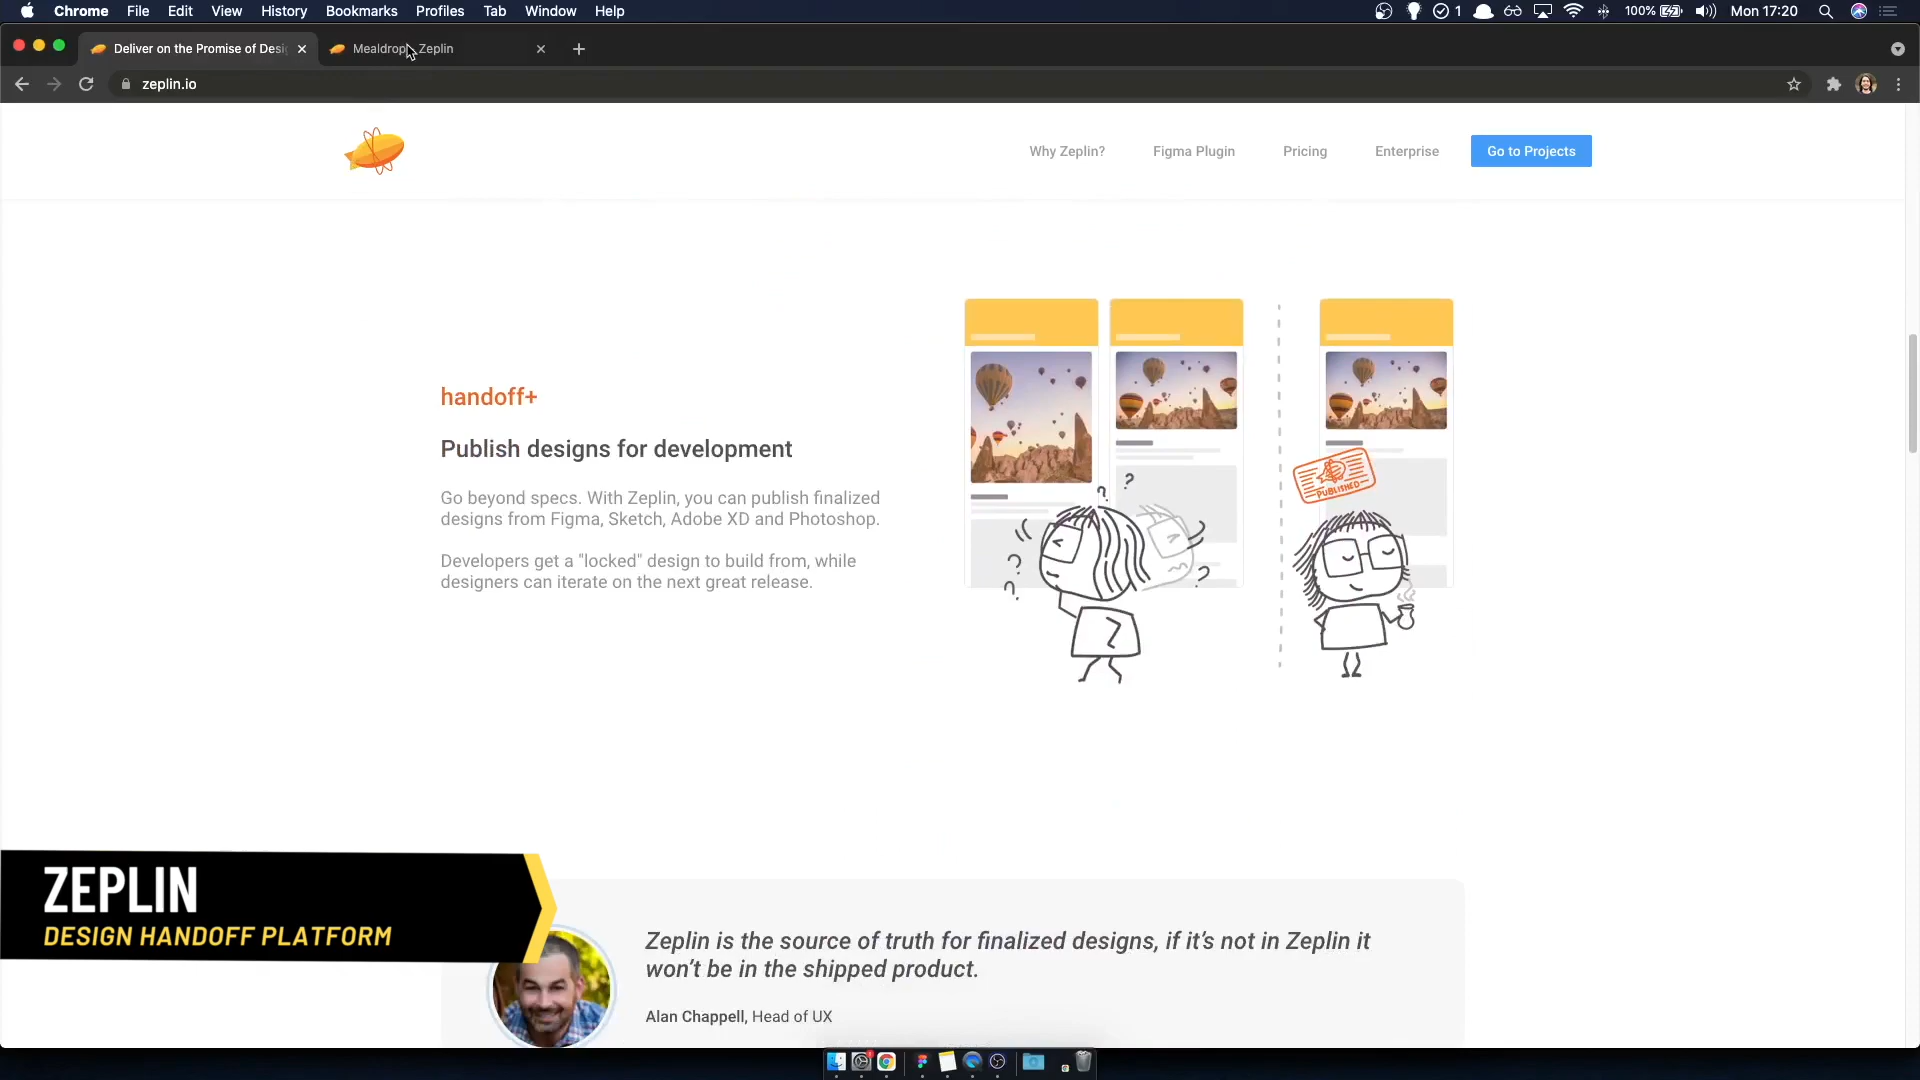 Chrome File Edit View History Bookmarks Profiles Tab Window Help
1
100%
Mon 17:20
Deliver on the Promise of Desi
Mealdrop Zeplin
zeplin.io
Why Zeplin?
Figma Plugin
Pricing
Enterprise
Go to Projects
handoff+
Publish designs for development
Go beyond specs. With Zeplin, you can publish finalized
designs from Figma, Sketch, Adobe XD and Photoshop.
Developers get a "locked" design to build from, while
designers can iterate on the next great release.
?
?
?
?
?
?
PUBLISHED
ZEPLIN
DESIGN HANDOFF PLATFORM
Zeplin is the source of truth for finalized designs, if it’s not in Zeplin it
won’t be in the shipped product.
Alan Chappell, Head of UX